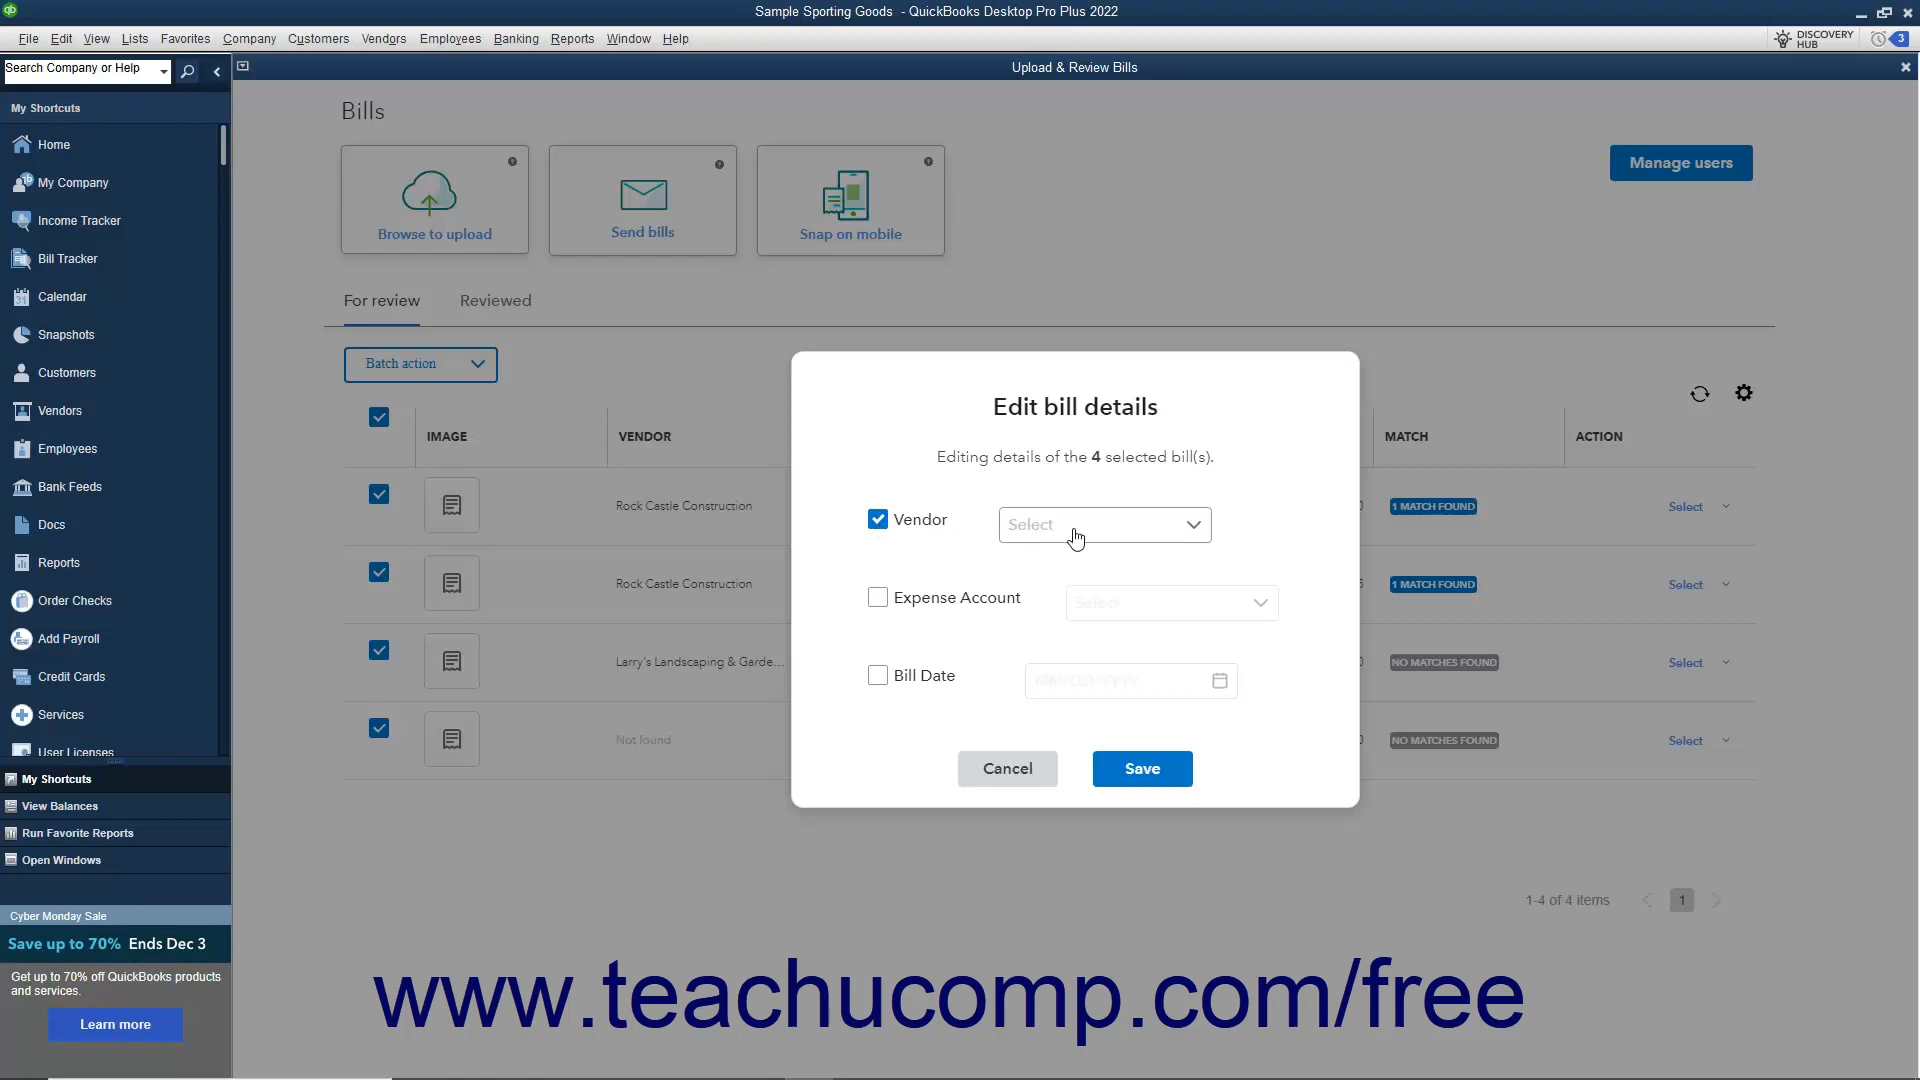 Sample Sporting Goods - QuickBooks Desktop Pro Plus 2022
File Edit View Lists Favorites Company Customers Vendors Employees Banking Reports Window Help
DISCOVERY HUB
3
Search Company or Help
Upload & Review Bills
My Shortcuts
Home
My Company
Income Tracker
Bill Tracker
Calendar
Snapshots
Customers
Vendors
Employees
Bank Feeds
Docs
Reports
Order Checks
Add Payroll
Credit Cards
Services
User Licenses
My Shortcuts
View Balances
Run Favorite Reports
Open Windows
Cyber Monday Sale
Save up to 70% Ends Dec 3
Get up to 70% off QuickBooks products
and services.
Learn more
Bills
Browse to upload
Send bills
Snap on mobile
Manage users
For review Reviewed
Batch action
IMAGE VENDOR MATCH ACTION
Rock Castle Construction 1 MATCH FOUND Select
Rock Castle Construction 1 MATCH FOUND Select
Larry's Landscaping & Garde... NO MATCHES FOUND Select
Not found NO MATCHES FOUND Select
Edit bill details
Editing details of the 4 selected bill(s).
Vendor Select
Expense Account Select
Bill Date MM/DD/YYYY
Cancel Save
1-4 of 4 items 1
www.teachucomp.com/free